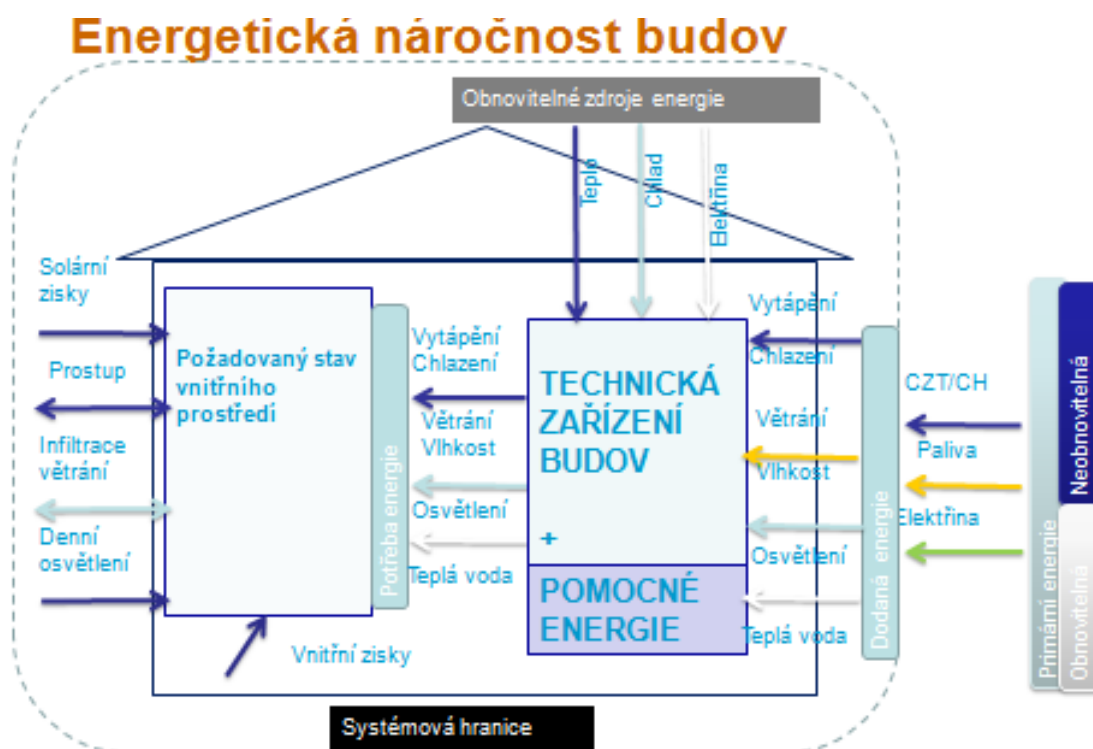 Energetická náročnost budov
Obnovitelné zdroje energie
Teplo
Chlad
Elektřina
Solární
zisky
Prostup
Infiltrace
větrání
Denní
osvětlení
Požadovaný stav
vnitřního
prostředí
Vnitřní zisky
Potřeba energie
Vytápění
Chlazení
Větrání
Vlhkost
Osvětlení
Teplá voda
TECHNICKÁ
ZAŘÍZENÍ
BUDOV
+
POMOCNÉ
ENERGIE
Vytápění
Chlazení
Větrání
Vlhkost
Osvětlení
Teplá voda
Dodaná energie
CZT/CH
Paliva
Elektřina
Primární energie
Neobnovitelná
Obnovitelná
Systémová hranice